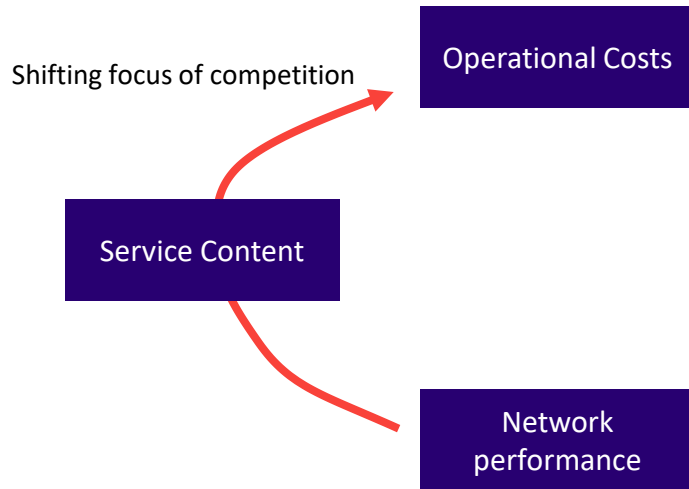 Operational Costs
Shifting focus of competition
Service Content
Network
performance